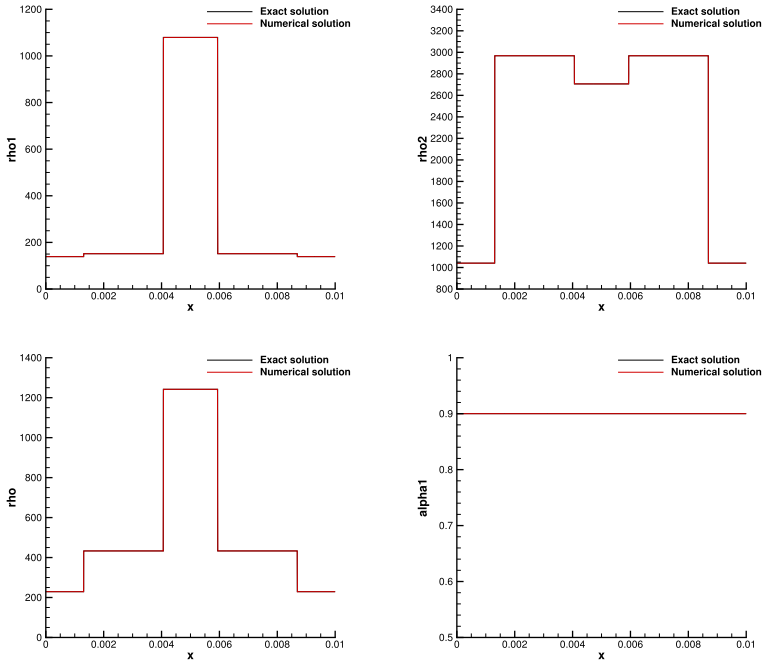 Exact solution
Numerical solution
rho1
1200
1000
800
600
400
200
0
0 0.002 0.004 0.006 0.008 0.01
x
Exact solution
Numerical solution
rho2
3400
3200
3000
2800
2600
2400
2200
2000
1800
1600
1400
1200
1000
800
0 0.002 0.004 0.006 0.008 0.01
x
Exact solution
Numerical solution
rho
1400
1200
1000
800
600
400
200
0
0 0.002 0.004 0.006 0.008 0.01
x
Exact solution
Numerical solution
alpha1
1
0.9
0.8
0.7
0.6
0.5
0 0.002 0.004 0.006 0.008 0.01
x